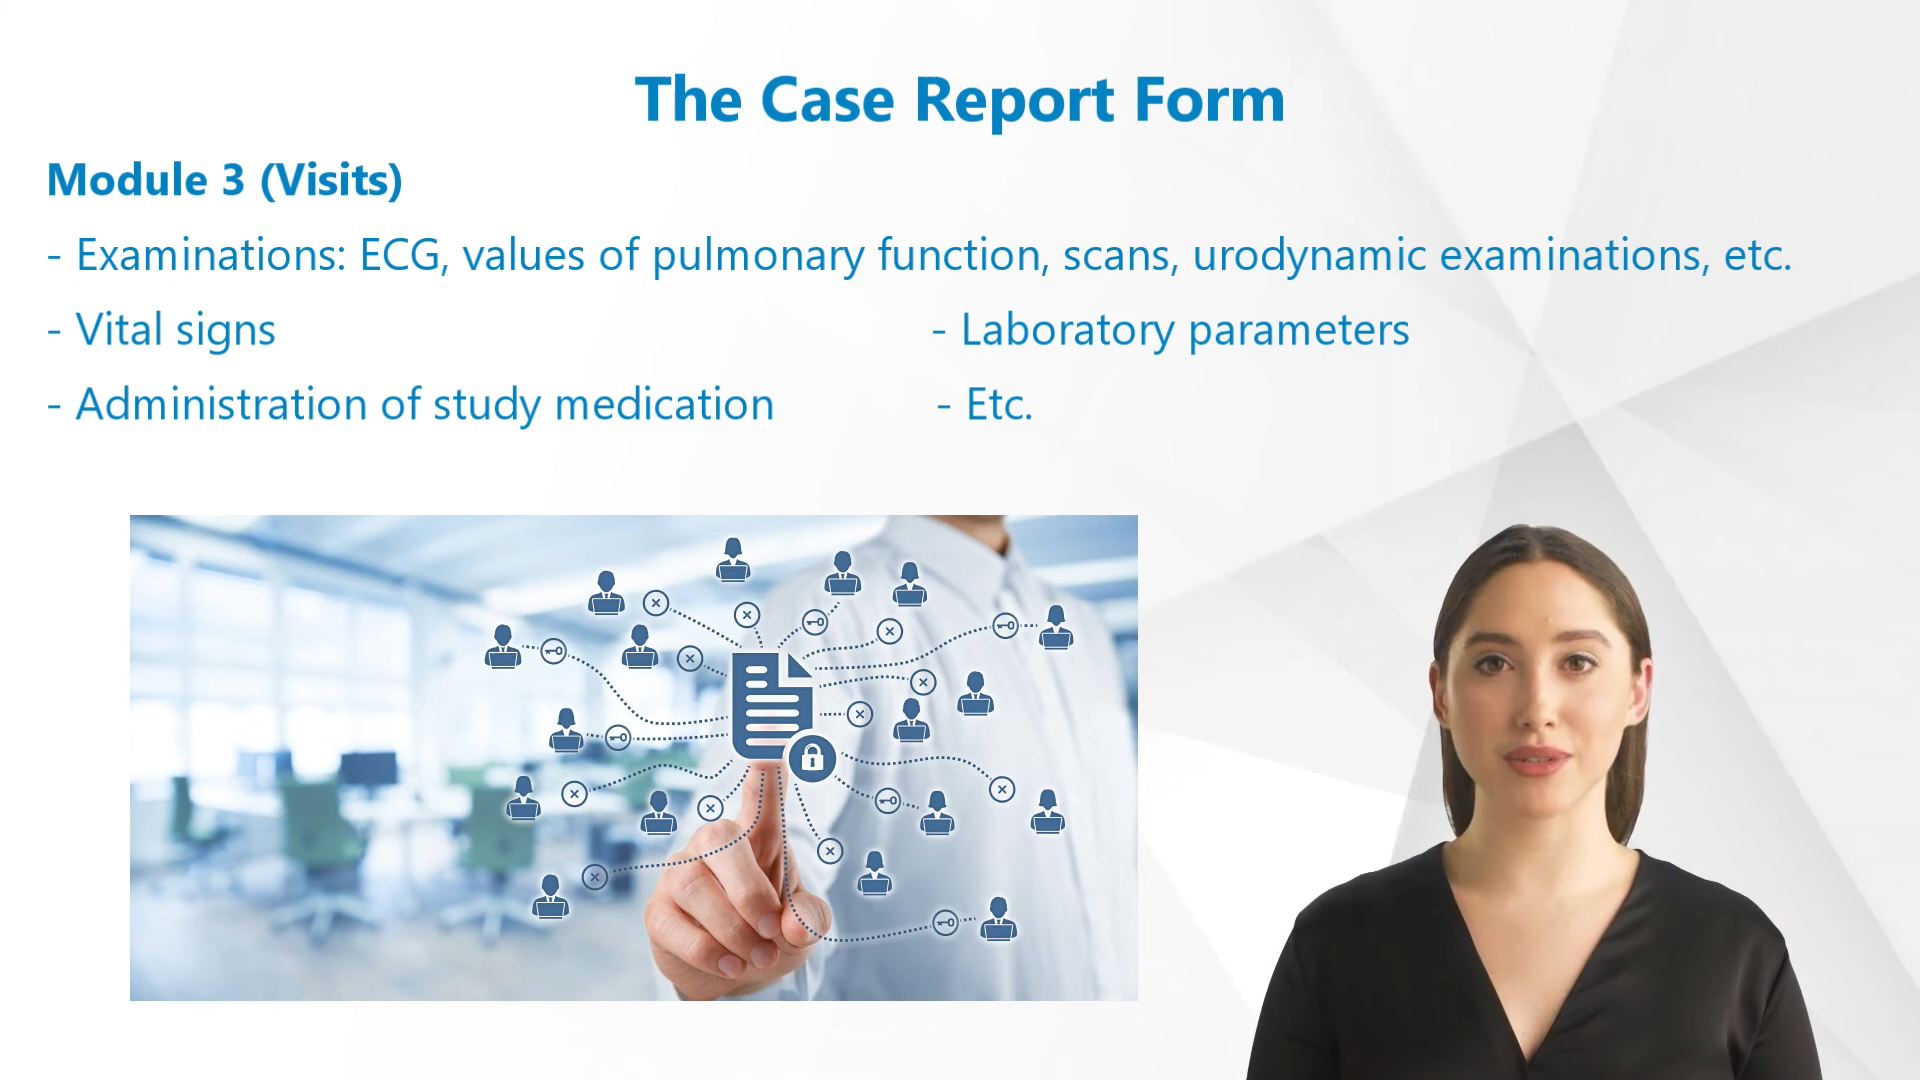 The Case Report Form
Module 3 (Visits)
- Examinations: ECG, values of pulmonary function, scans, urodynamic examinations, etc.
- Vital signs - Laboratory parameters
- Administration of study medication - Etc.